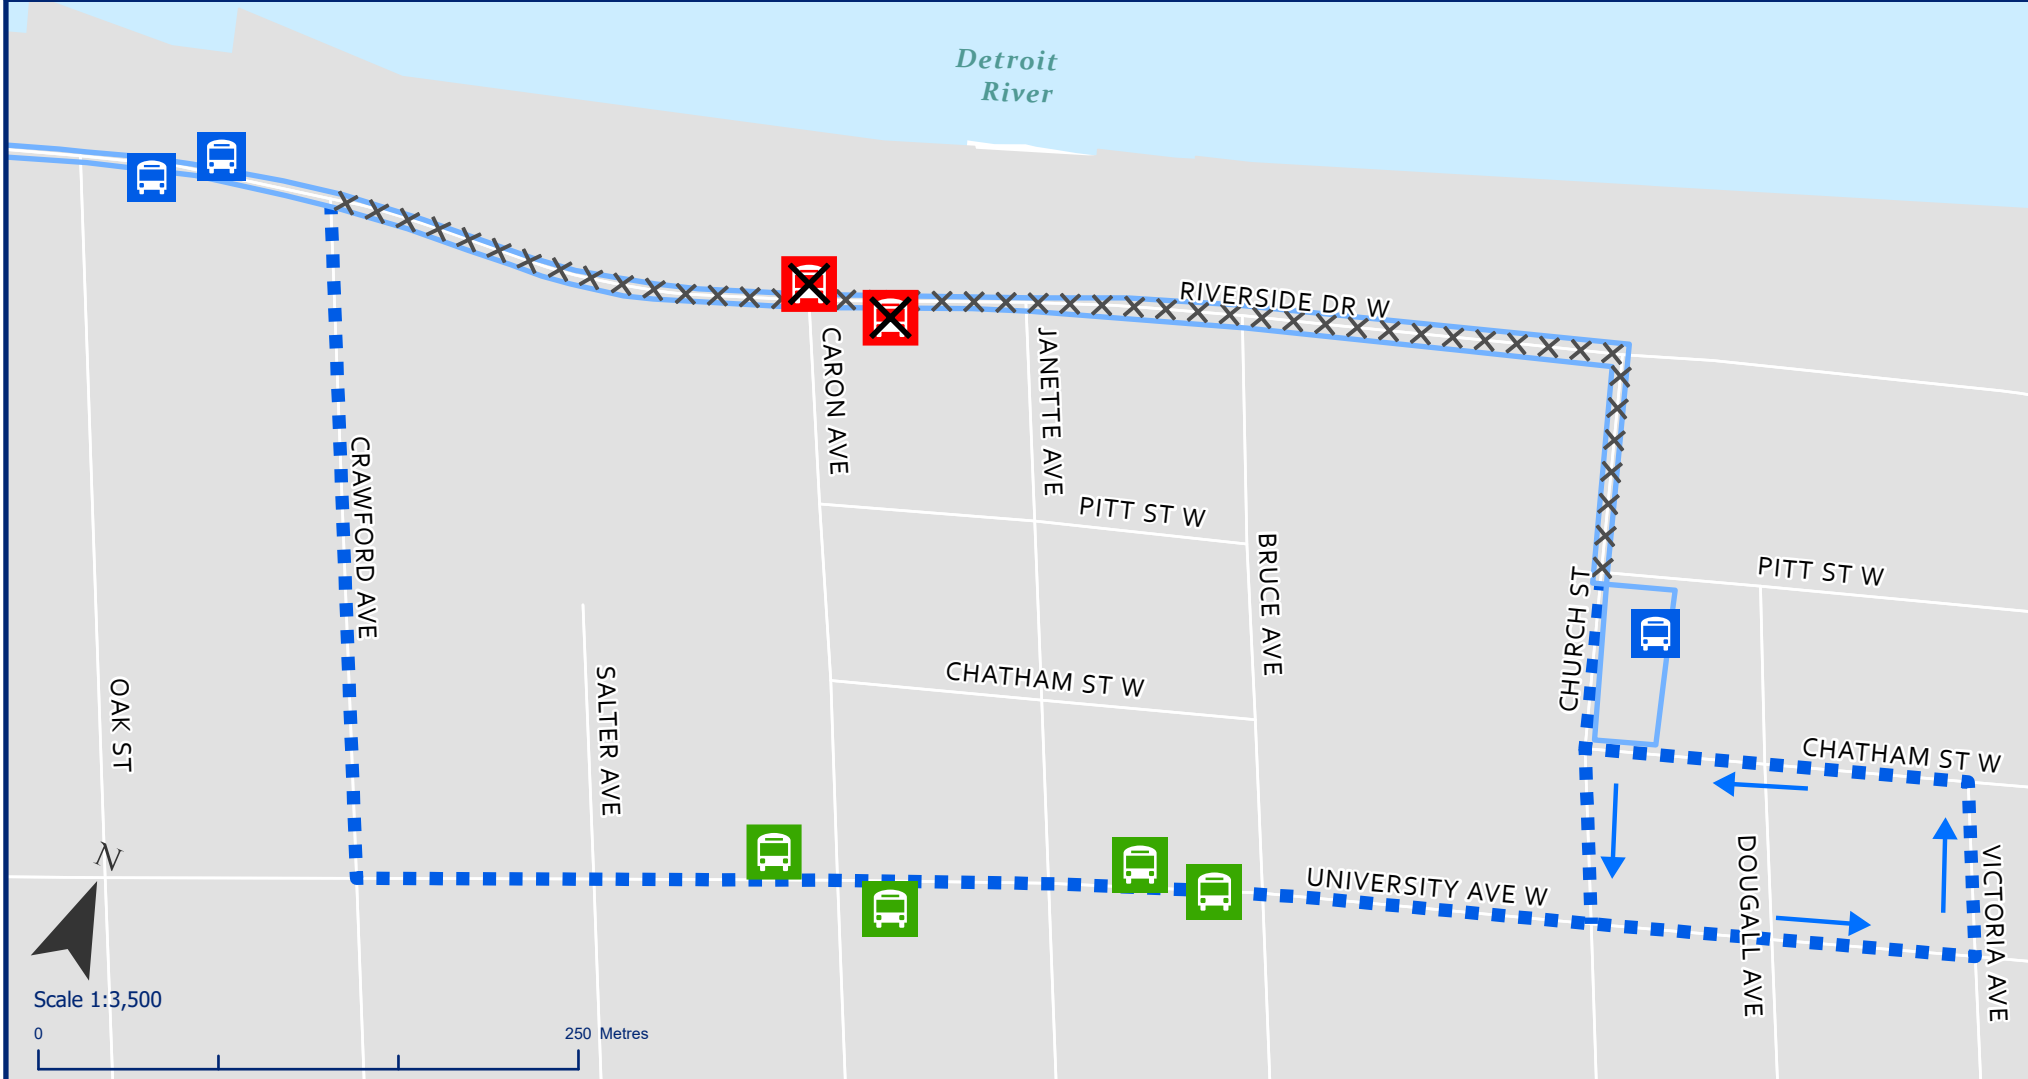 Detroit
River
RIVERSIDE DR W
CARON AVE
JANETTE AVE
CRAWFORD AVE
PITT ST W
BRUCE AVE
CHURCH ST
PITT ST W
CHATHAM ST W
OAK ST
SALTER AVE
CHATHAM ST W
N
UNIVERSITY AVE W
DOUGALL AVE
VICTORIA AVE
Scale 1:3,500
0 250 Metres